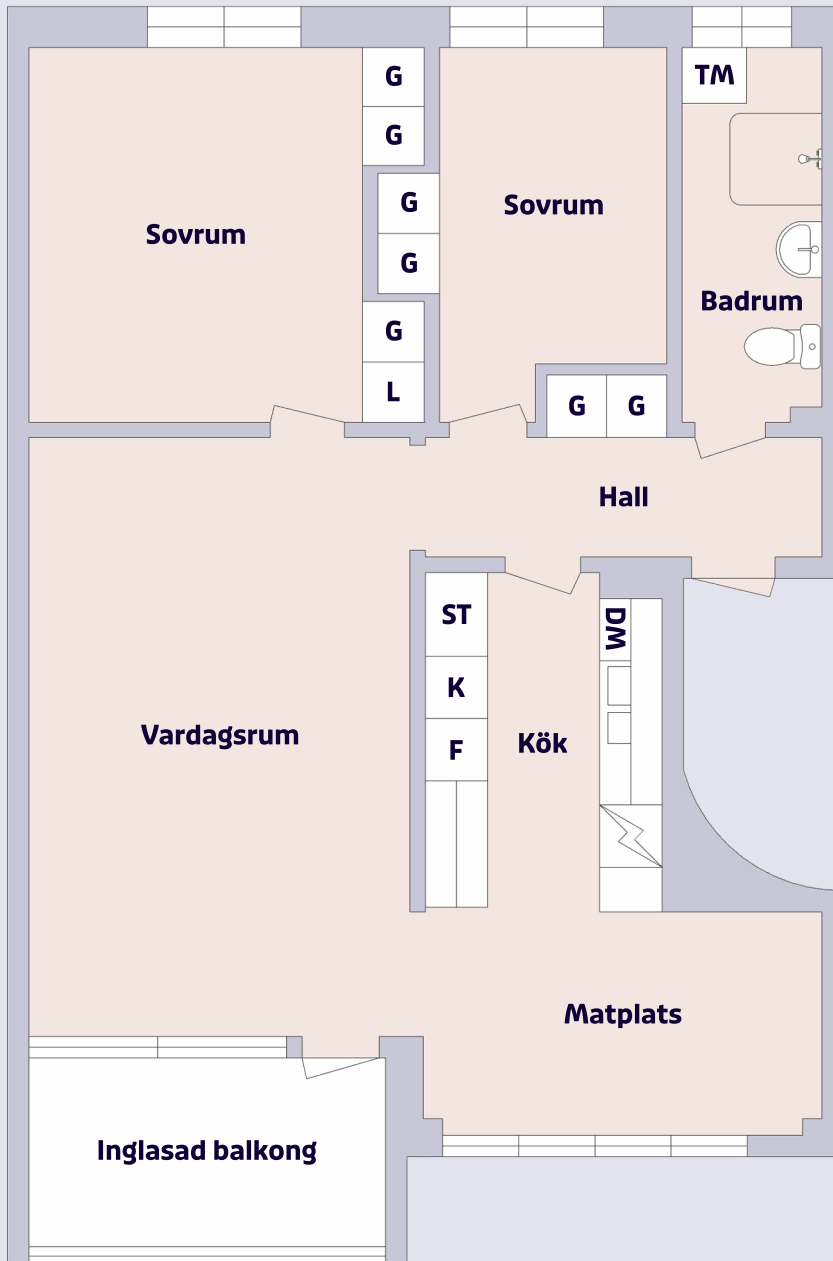 G
TM
G
G
Sovrum
Sovrum
G
Badrum
G
L
G
G
Hall
ST
DM
K
Vardagsrum
Kök
F
Matplats
Inglasad balkong